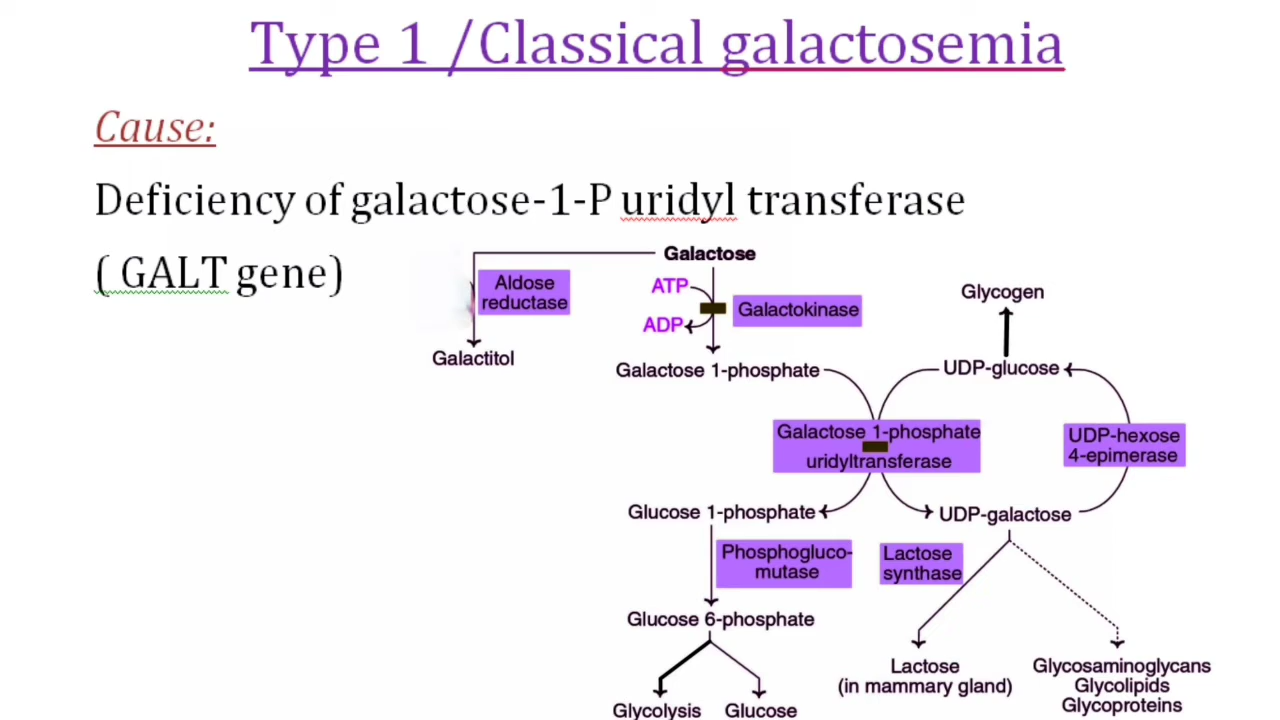 Type 1 /Classical galactosemia
Cause:
Deficiency of galactose-1-P uridyl transferase
( GALT gene)
Galactose
Aldose
reductase
ATP
Galactokinase
ADP
Glycogen
Galactitol
Galactose 1-phosphate
UDP-glucose
Galactose 1-phosphate
uridyltransferase
UDP-hexose
4-epimerase
Glucose 1-phosphate
UDP-galactose
Phosphogluco-
mutase
Lactose
synthase
Glucose 6-phosphate
Lactose
(in mammary gland)
Glycosaminoglycans
Glycolipids
Glycoproteins
Glycolysis
Glucose